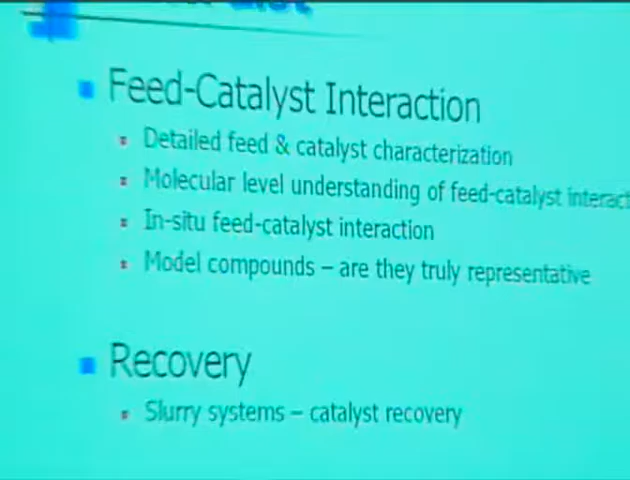 Feed-Catalyst Interaction
Detailed feed & catalyst characterization
Molecular level understanding of feed-catalyst interact
In-situ feed-catalyst interaction
Model compounds – are they truly representative
Recovery
Slurry systems – catalyst recovery